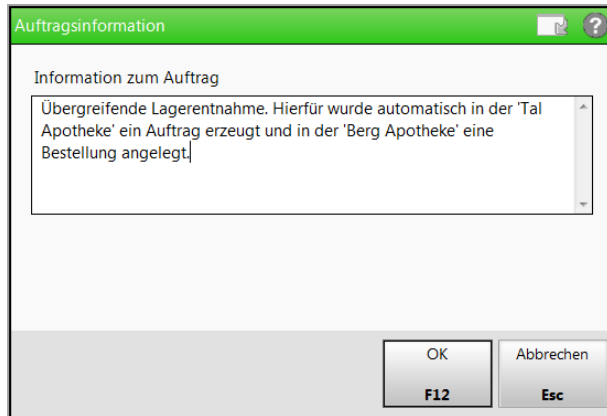 Auftragsinformation
?
Information zum Auftrag
Übergreifende Lagerentnahme. Hierfür wurde automatisch in der 'Tal
Apotheke' ein Auftrag erzeugt und in der 'Berg Apotheke' eine
Bestellung angelegt.
OK
F12
Abbrechen
Esc